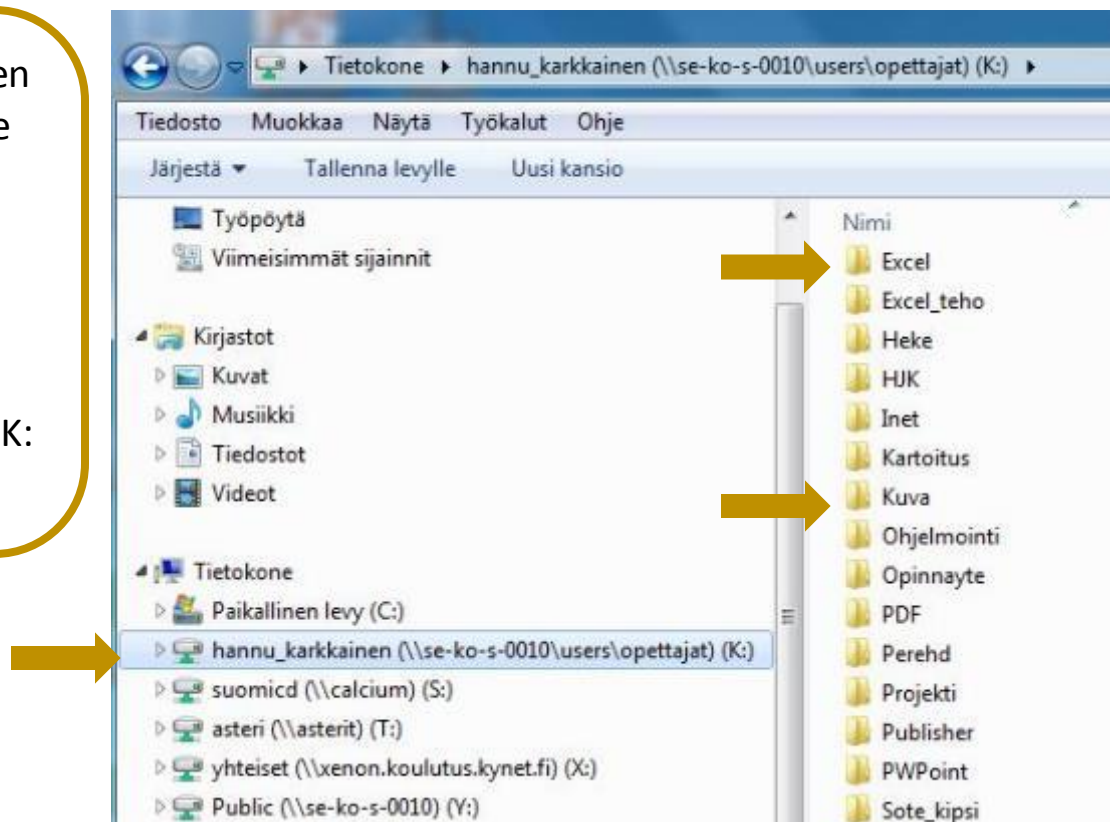 en
e
K:
Tietokone hannu_karkkainen (\\se-ko-s-0010\users\opettajat) (K:)
Tiedosto Muokkaa Näytä Työkalut Ohje
Järjestä Tallenna levylle Uusi kansio
Työpöytä
Viimeisimmät sijainnit
Kirjastot
Kuvat
Musiikki
Tiedostot
Videot
Tietokone
Paikallinen levy (C:)
hannu_karkkainen (\\se-ko-s-0010\users\opettajat) (K:)
suomicd (\\calcium) (S:)
asteri (\\asterit) (T:)
yhteiset (\\xenon.koulutus.kynet.fi) (X:)
Public (\\se-ko-s-0010) (Y:)
Nimi
Excel
Excel_teho
Heke
HJK
Inet
Kartoitus
Kuva
Ohjelmointi
Opinnayte
PDF
Perehd
Projekti
Publisher
PWPoint
Sote_kipsi